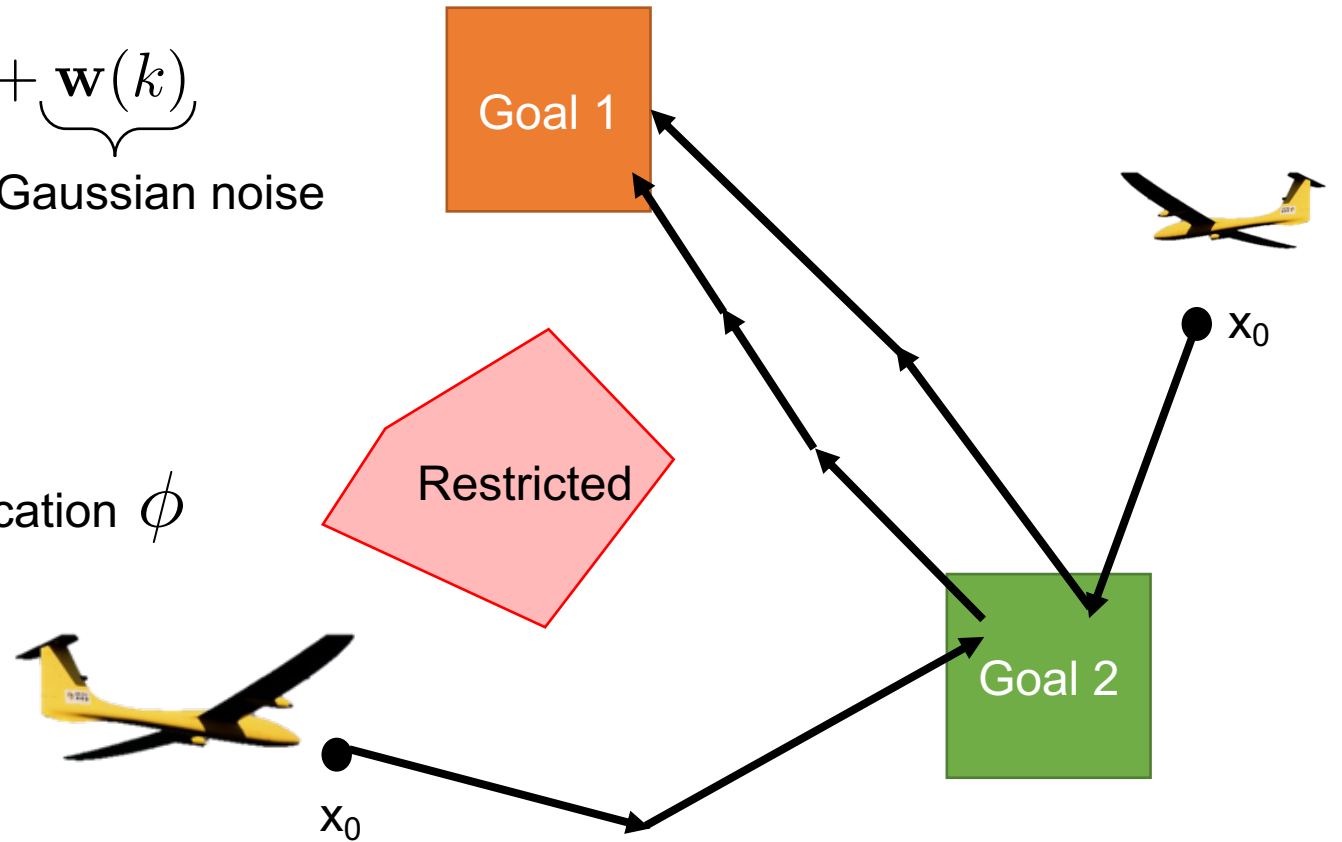 + w(k)
Gaussian noise
Goal 1
x₀
Restricted
cation ϕ
Goal 2
x₀